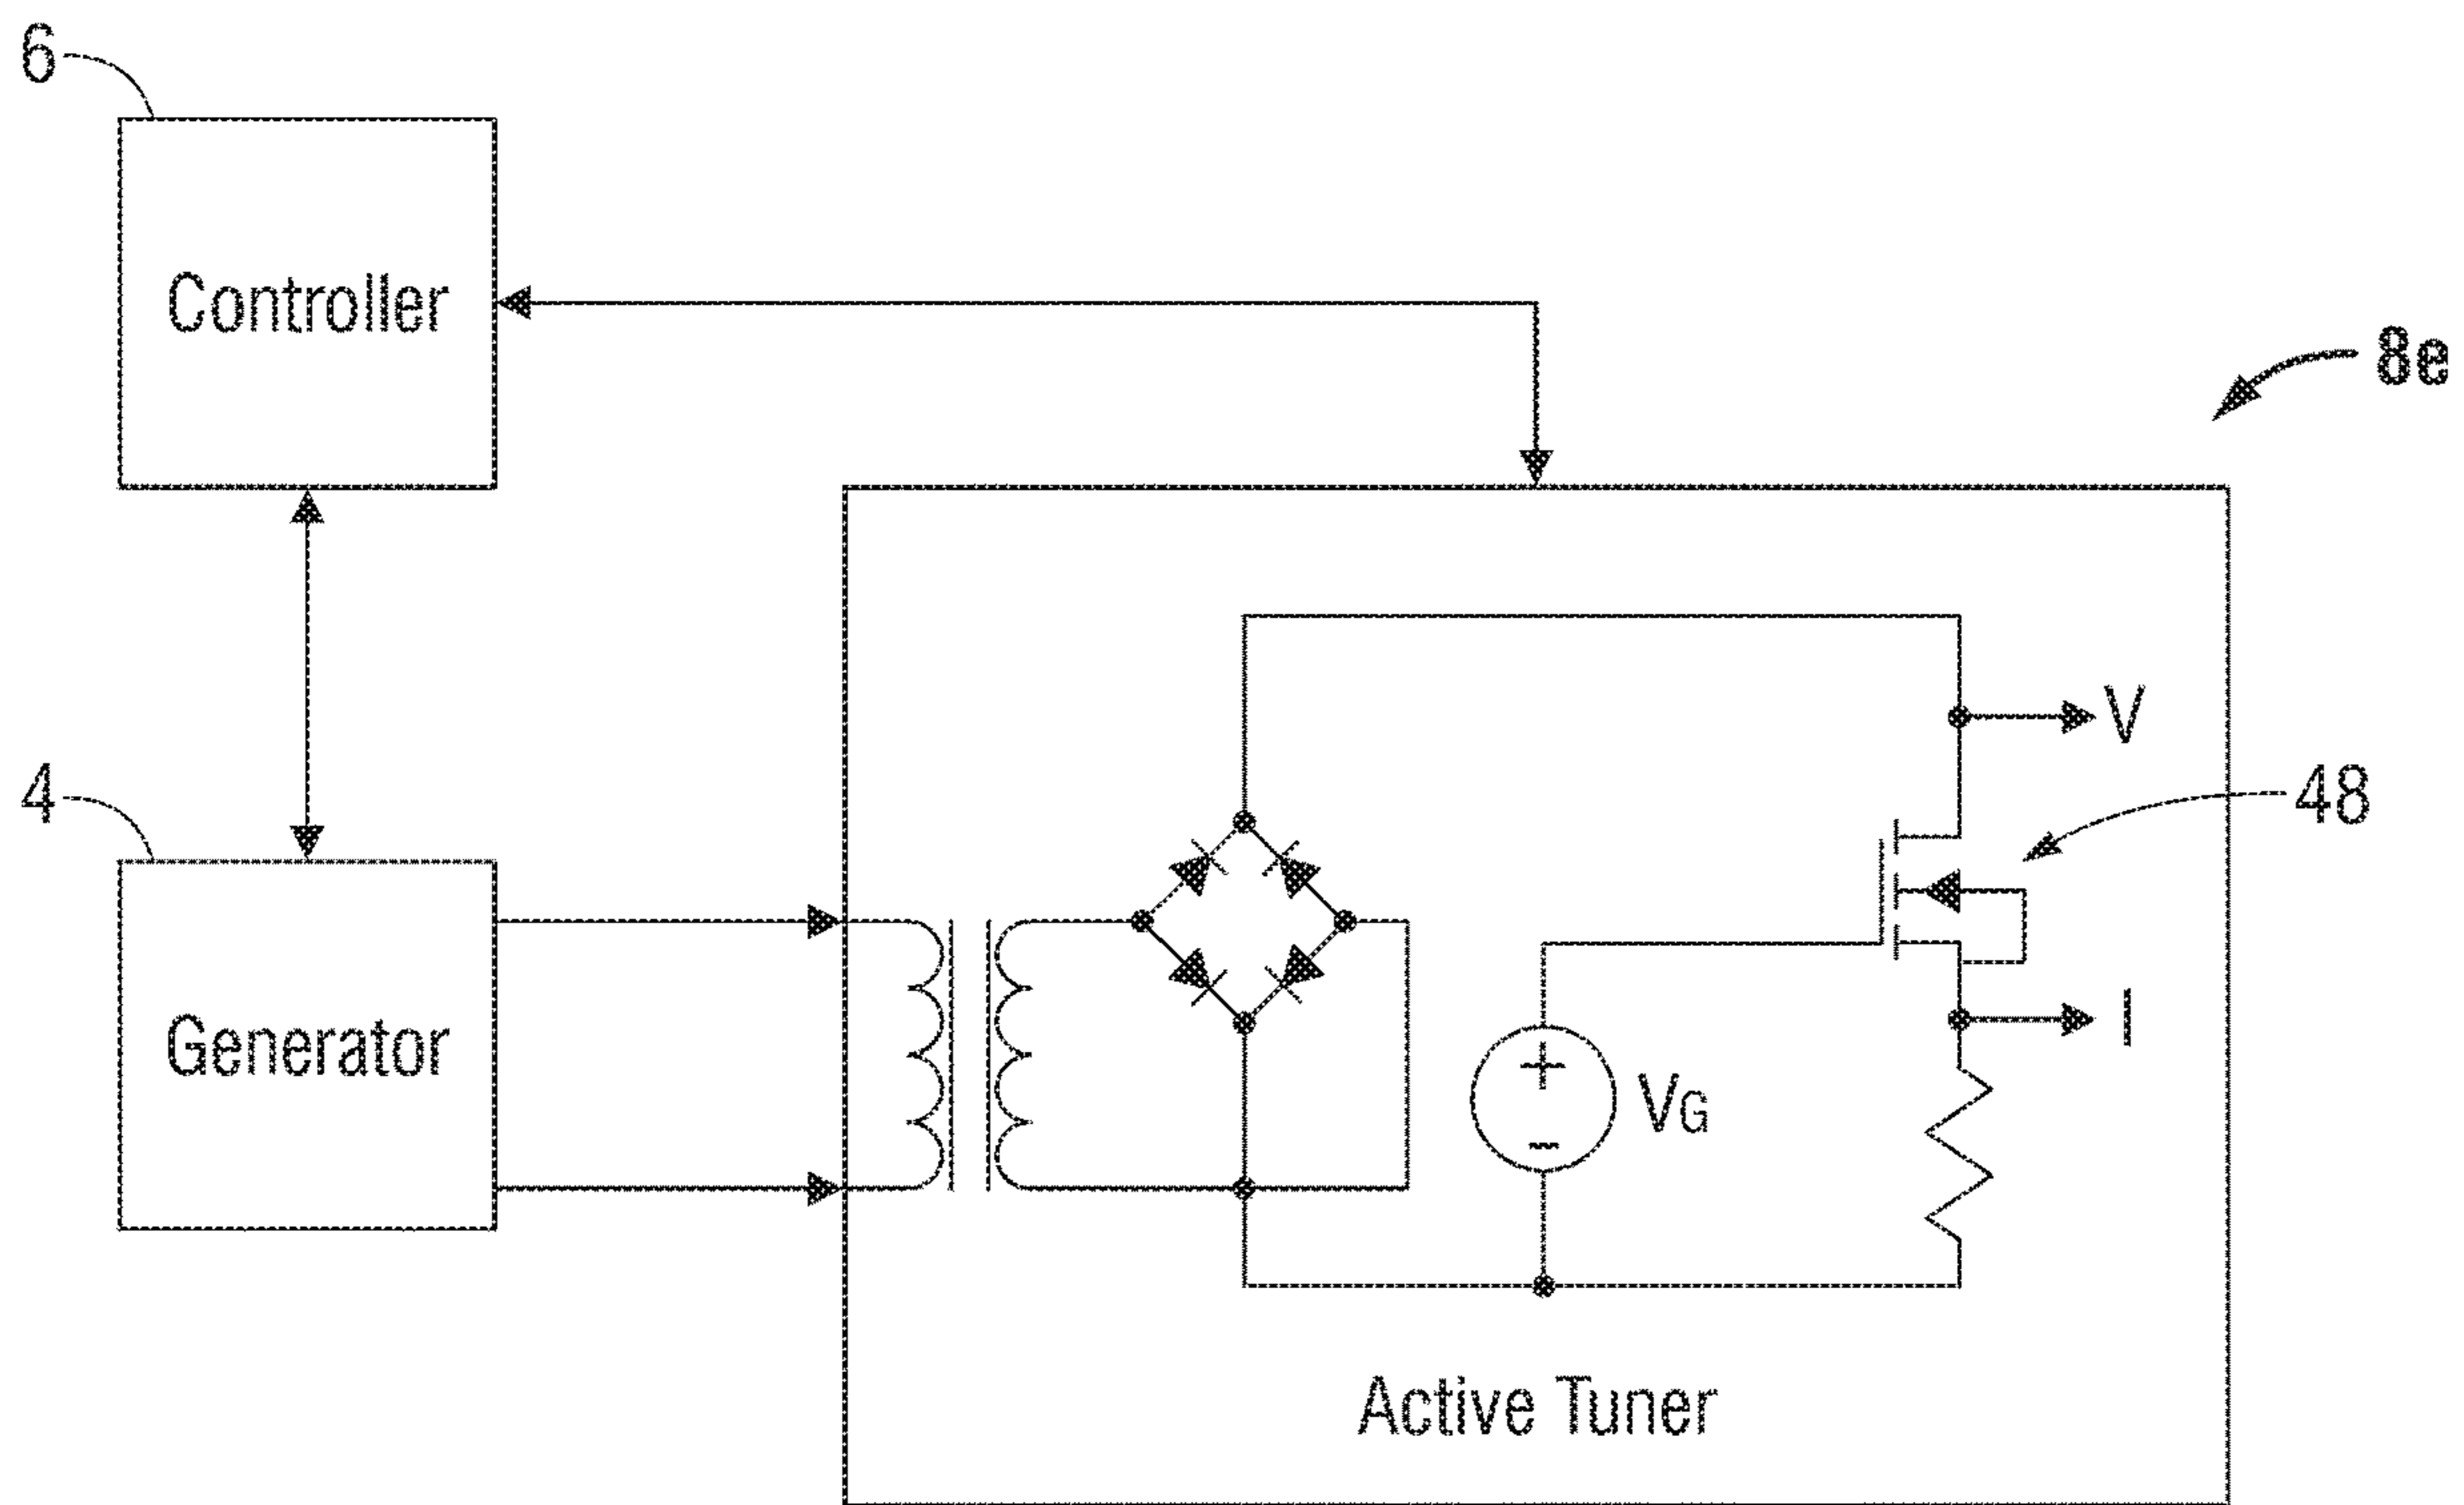 6
Controller
8e
V
4
48
Generator
I
+
VG
-
Active Tuner